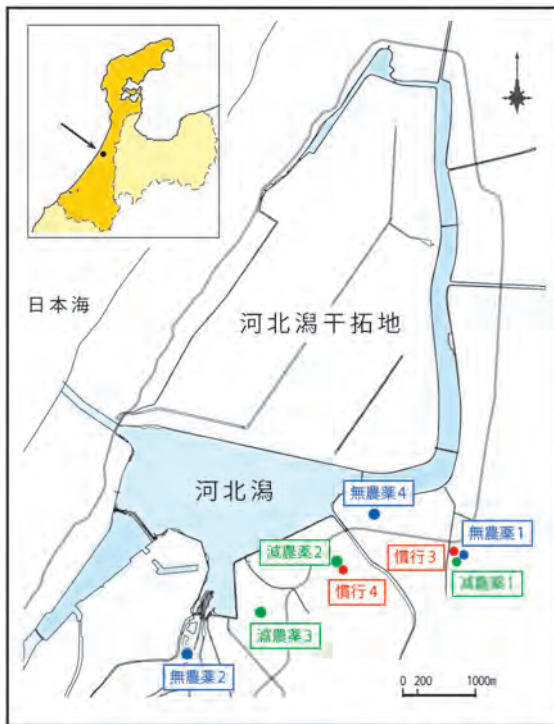 日本海
河北潟干拓地
河北潟
無農薬4
無農薬1
慣行3
減農薬2
減農薬1
慣行4
減農薬3
無農薬2
0 200 1000m